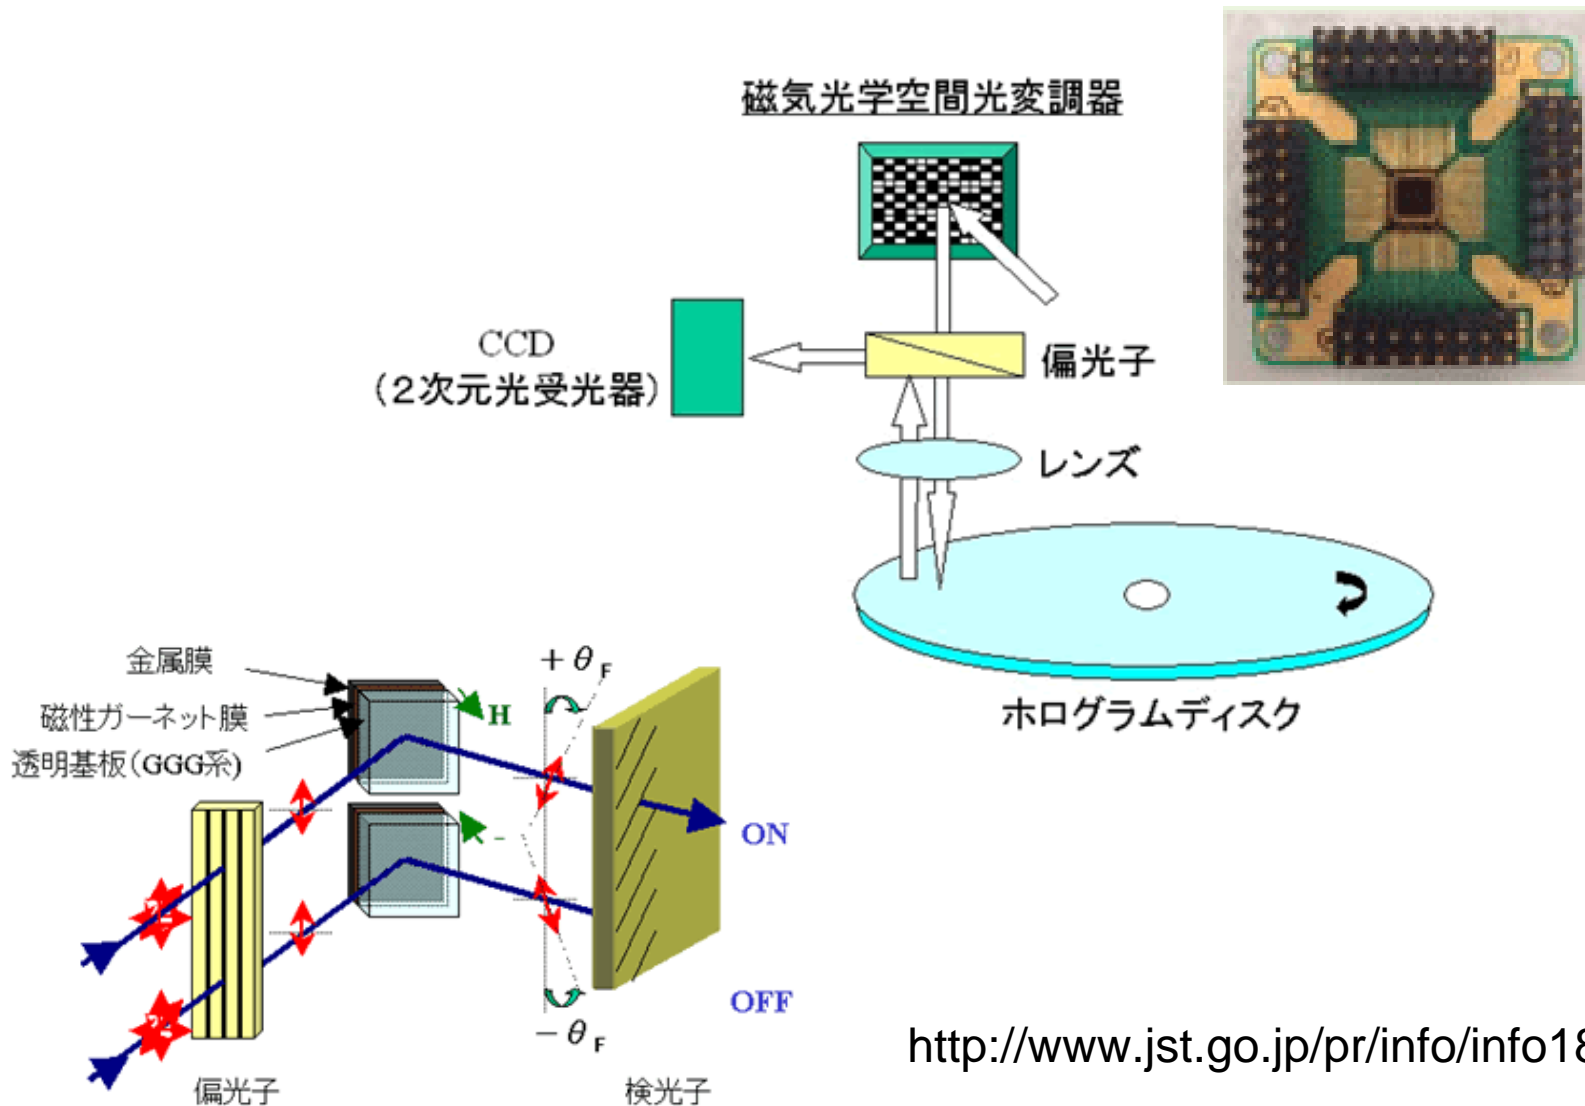 磁気光学空間光変調器
CCD
（２次元光受光器）
偏光子
レンズ
ホログラムディスク
金属膜
磁性ガーネット膜
透明基板（GGG系）
H
-
+θF
-θF
ON
OFF
偏光子
検光子
http://www.jst.go.jp/pr/info/info18